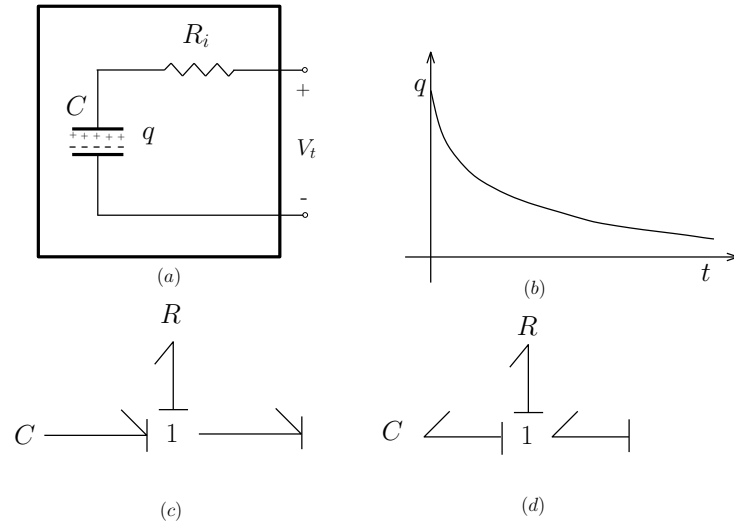 R_i
C
+ + + + +
q
- - - - -
+
V_t
-
(a)
q
t
(b)
R
C
1
(c)
R
C
1
(d)